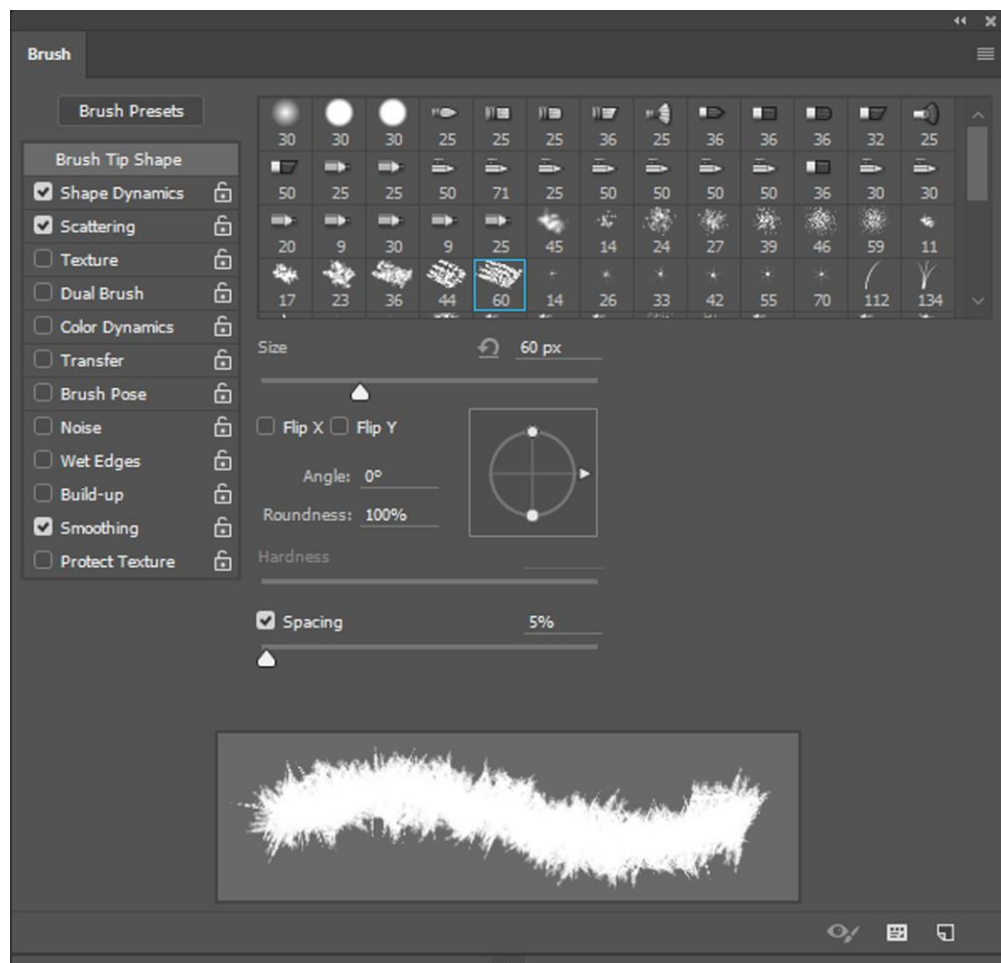 Brush
Brush Presets
30 30 30 25 25 25 36 25 36 36 36 32 25
Brush Tip Shape
50 25 25 50 71 25 50 50 50 50 36 30 30
Shape Dynamics
Scattering
20 9 30 9 25 45 14 24 27 39 46 59 11
Texture
Dual Brush
17 23 36 44 60 14 26 33 42 55 70 112 134
Color Dynamics
Transfer
Brush Pose
Noise
Wet Edges
Build-up
Smoothing
Protect Texture
Size 60 px
Flip X Flip Y
Angle: 0º
Roundness: 100%
Hardness
Spacing 5%